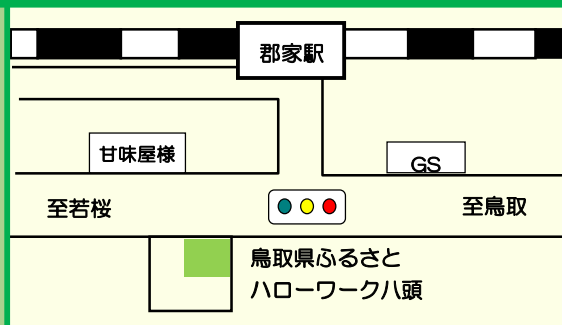 郡家駅
甘味屋様
GS
至若桜
至鳥取
鳥取県ふるさと
ハローワーク八頭